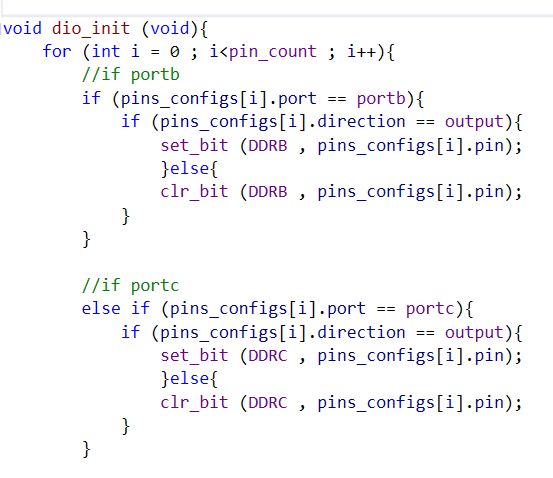 void dio_init (void){
    for (int i = 0 ; i<pin_count ; i++){
        //if portb
        if (pins_configs[i].port == portb){
            if (pins_configs[i].direction == output){
                set_bit (DDRB , pins_configs[i].pin);
                }else{
                clr_bit (DDRB , pins_configs[i].pin);
            }
        }

        //if portc
        else if (pins_configs[i].port == portc){
            if (pins_configs[i].direction == output){
                set_bit (DDRC , pins_configs[i].pin);
                }else{
                clr_bit (DDRC , pins_configs[i].pin);
            }
        }